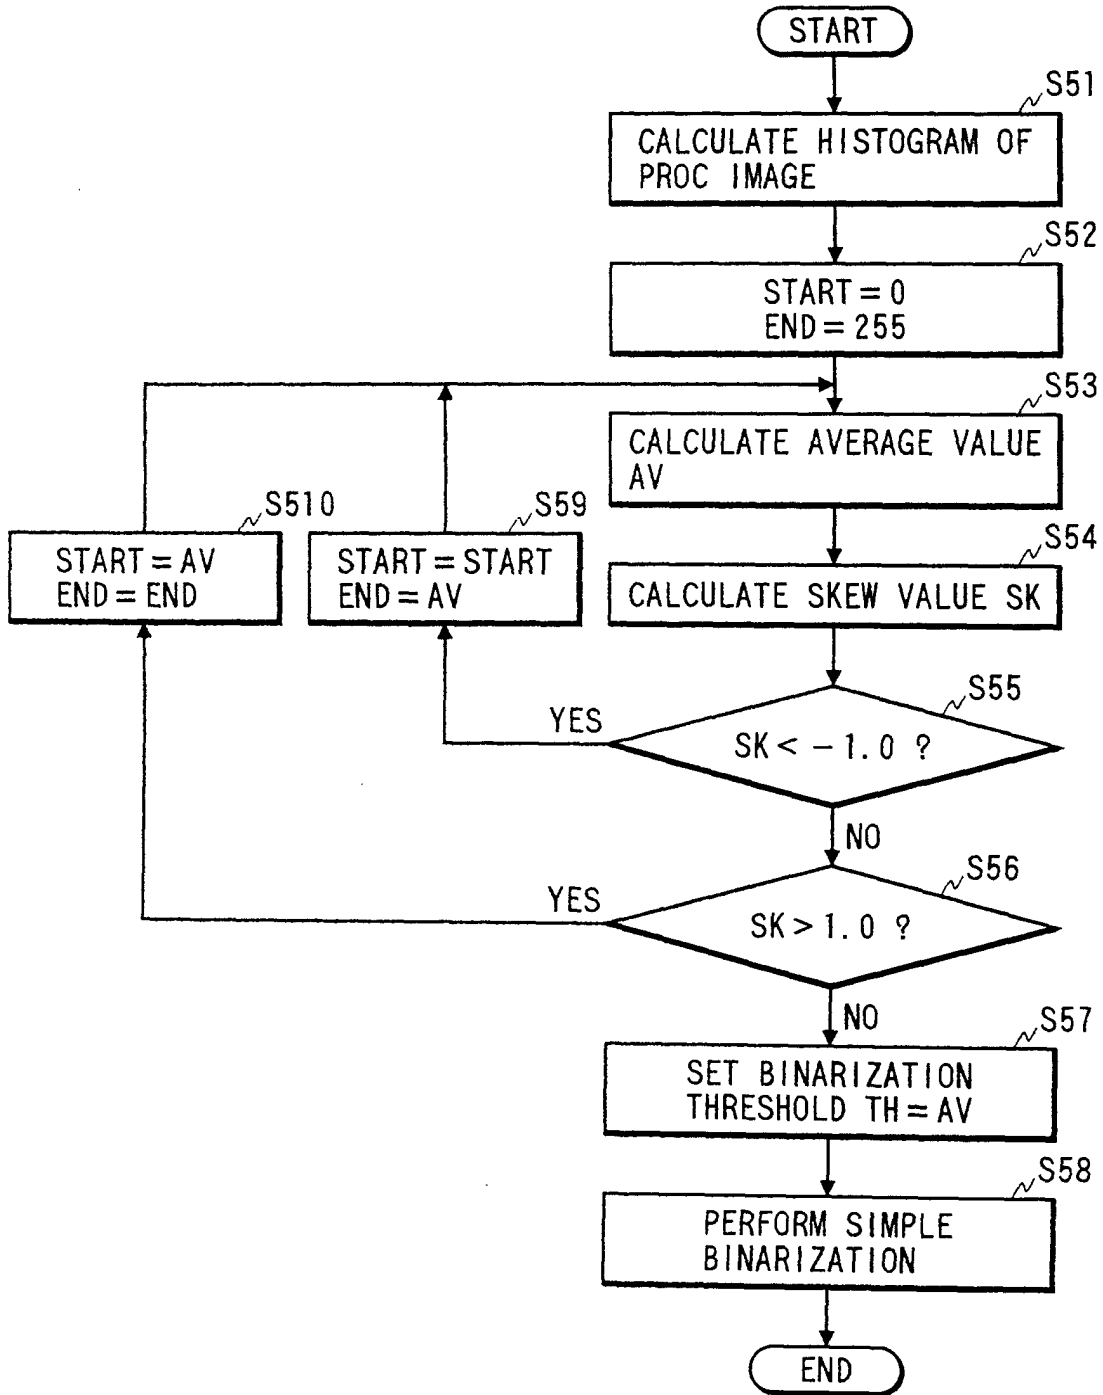 START
S51
CALCULATE HISTOGRAM OF
PROC IMAGE
S52
START = 0
END = 255
S53
CALCULATE AVERAGE VALUE
AV
S510
START = AV
END = END
S59
START = START
END = AV
S54
CALCULATE SKEW VALUE SK
S55
YES
SK < - 1.0 ?
NO
S56
YES
SK > 1.0 ?
NO
S57
SET BINARIZATION
THRESHOLD TH = AV
S58
PERFORM SIMPLE
BINARIZATION
END